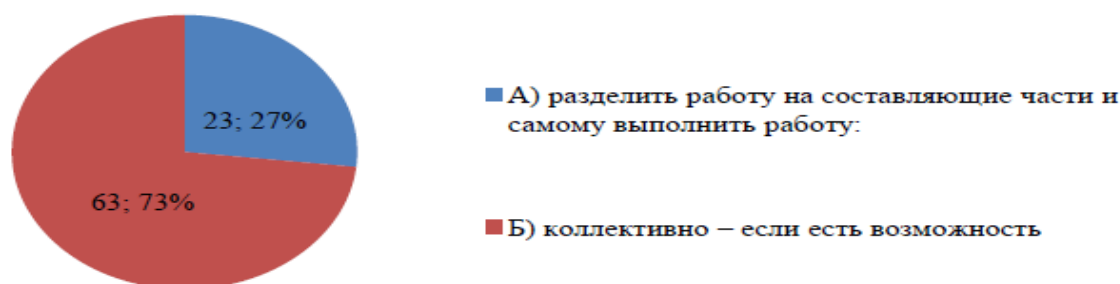 23; 27%
63; 73%
А) разделить работу на составляющие части и
самому выполнить работу:
Б) коллективно – если есть возможность